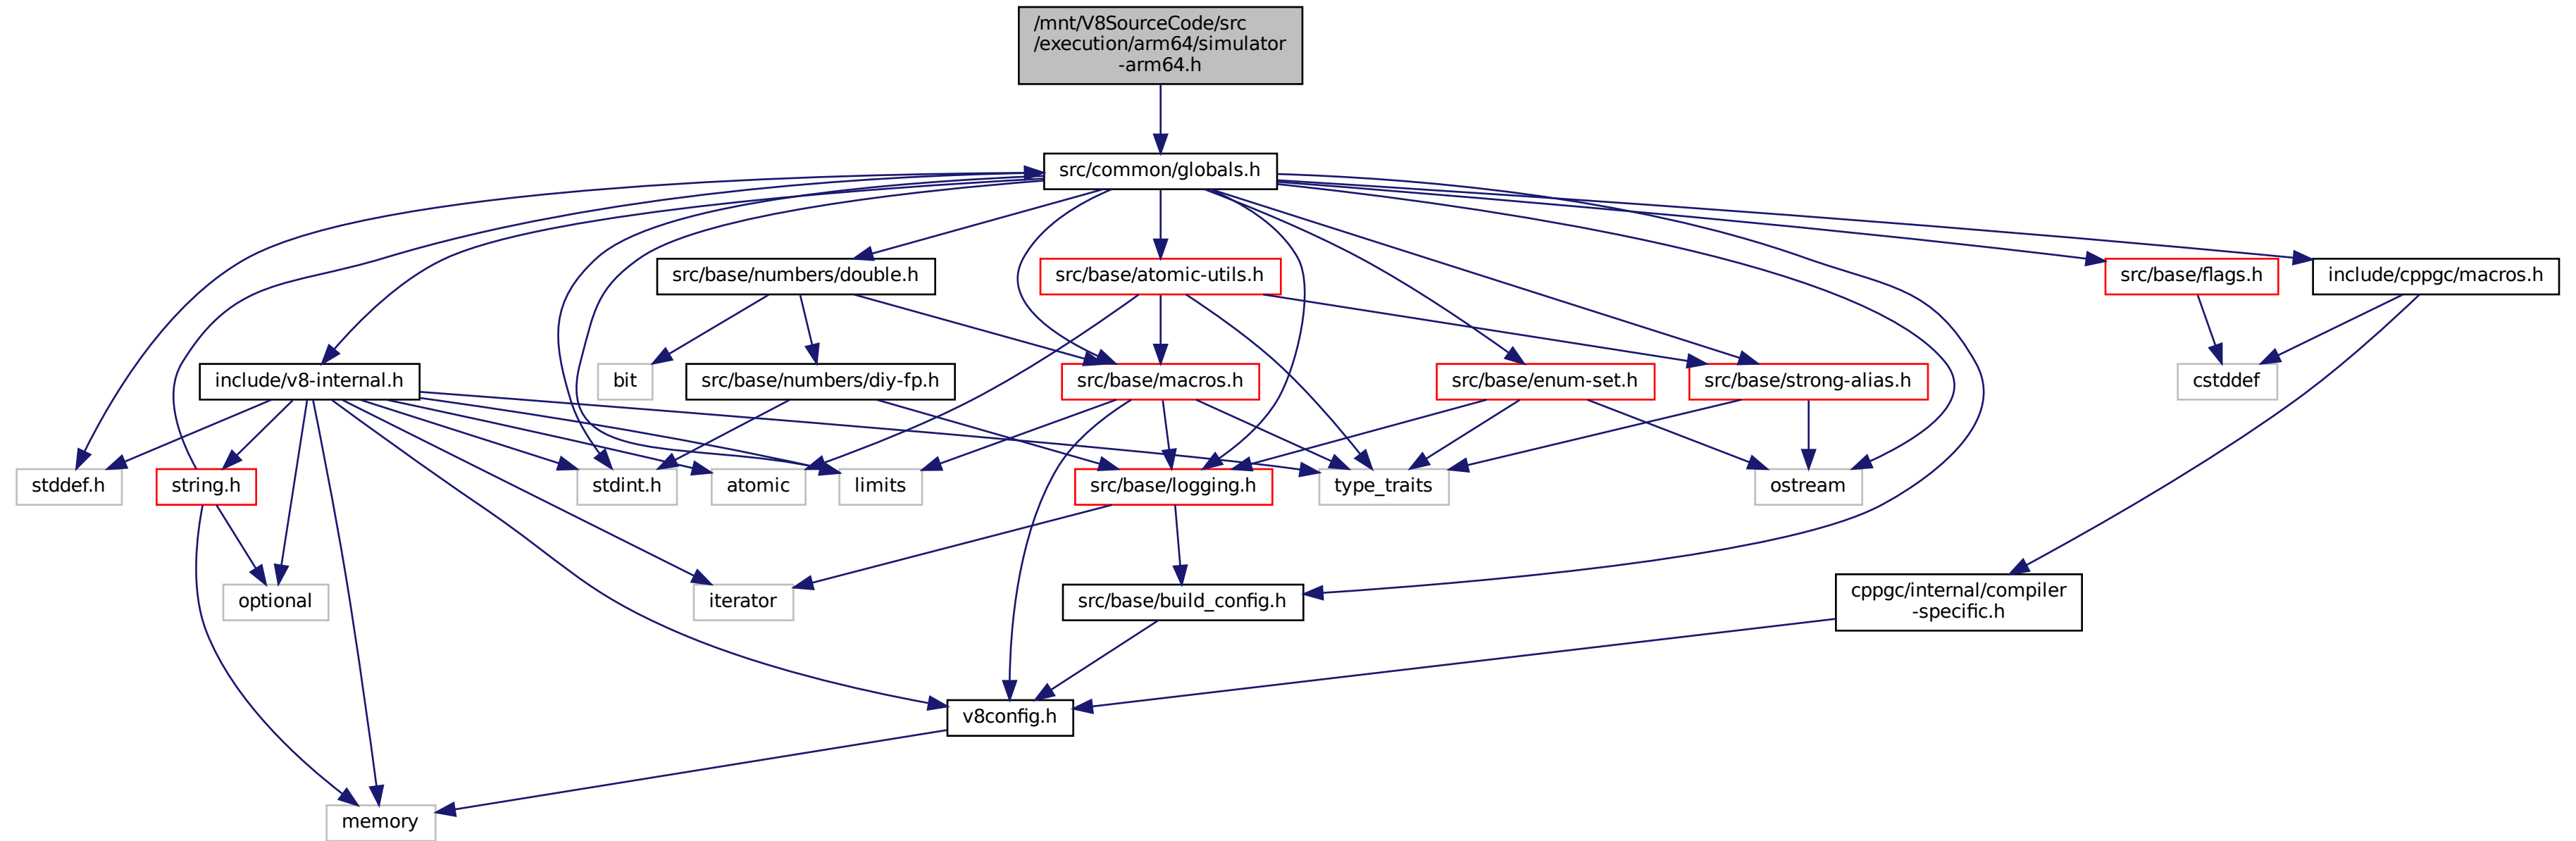 /mnt/V8SourceCode/src
/execution/arm64/simulator
-arm64.h
src/common/globals.h
src/base/numbers/double.h
src/base/atomic-utils.h
src/base/flags.h
include/cppgc/macros.h
include/v8-internal.h
bit
src/base/numbers/diy-fp.h
src/base/macros.h
src/base/enum-set.h
src/base/strong-alias.h
cstddef
stddef.h
string.h
stdint.h
atomic
limits
src/base/logging.h
type_traits
ostream
optional
iterator
src/base/build_config.h
cppgc/internal/compiler
-specific.h
v8config.h
memory